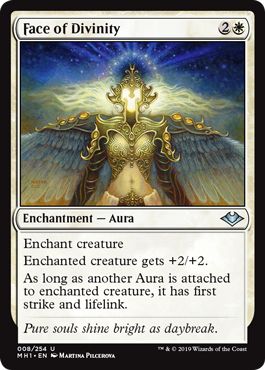 Face of Divinity 2
Enchantment — Aura
Enchant creature
Enchanted creature gets +2/+2.
As long as another Aura is attached
to enchanted creature, it has first
strike and lifelink.
Pure souls shine bright as daybreak.
008/254 U
MH1 • EN Martina Pilcerova
™ & © 2019 Wizards of the Coast